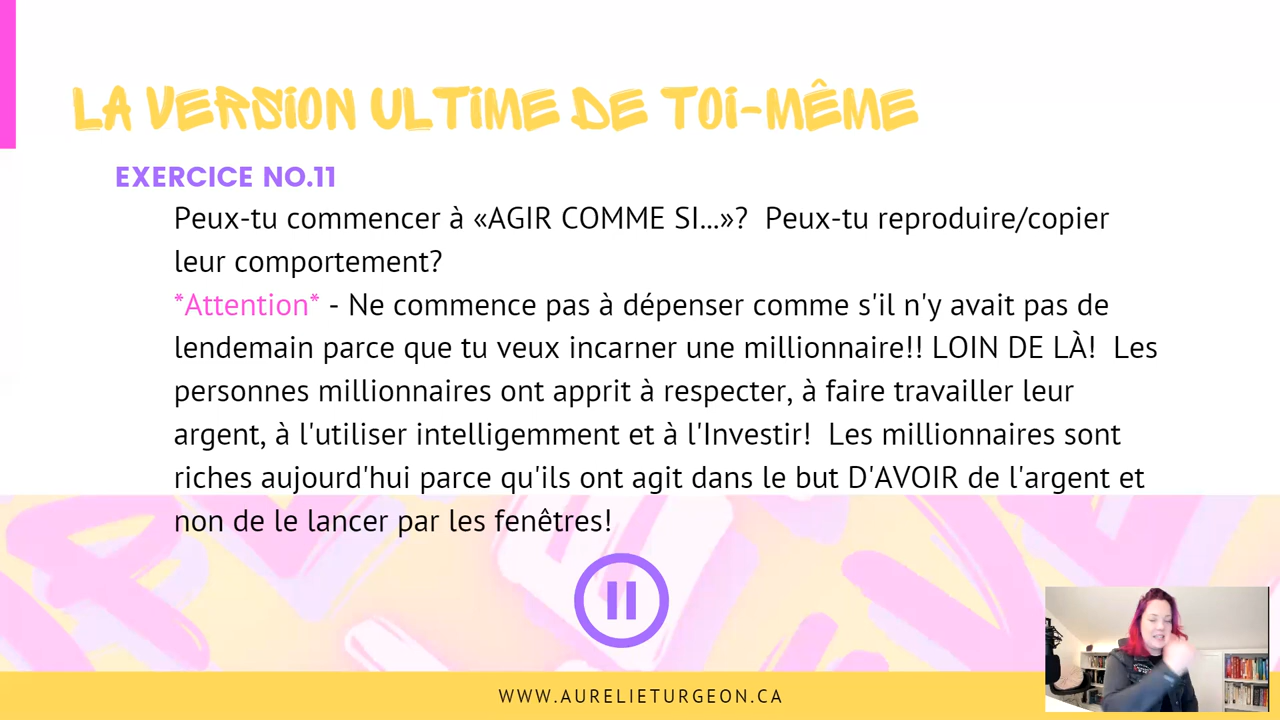 LA VERSION ULTIME DE TOI-MÊME
EXERCICE NO.11
Peux-tu commencer à «AGIR COMME SI...»?  Peux-tu reproduire/copier
leur comportement?
*Attention* - Ne commence pas à dépenser comme s'il n'y avait pas de
lendemain parce que tu veux incarner une millionnaire!! LOIN DE LÀ!  Les
personnes millionnaires ont apprit à respecter, à faire travailler leur
argent, à l'utiliser intelligemment et à l'Investir!  Les millionnaires sont
riches aujourd'hui parce qu'ils ont agit dans le but D'AVOIR de l'argent et
non de le lancer par les fenêtres!
WWW.AURELIETURGEON.CA